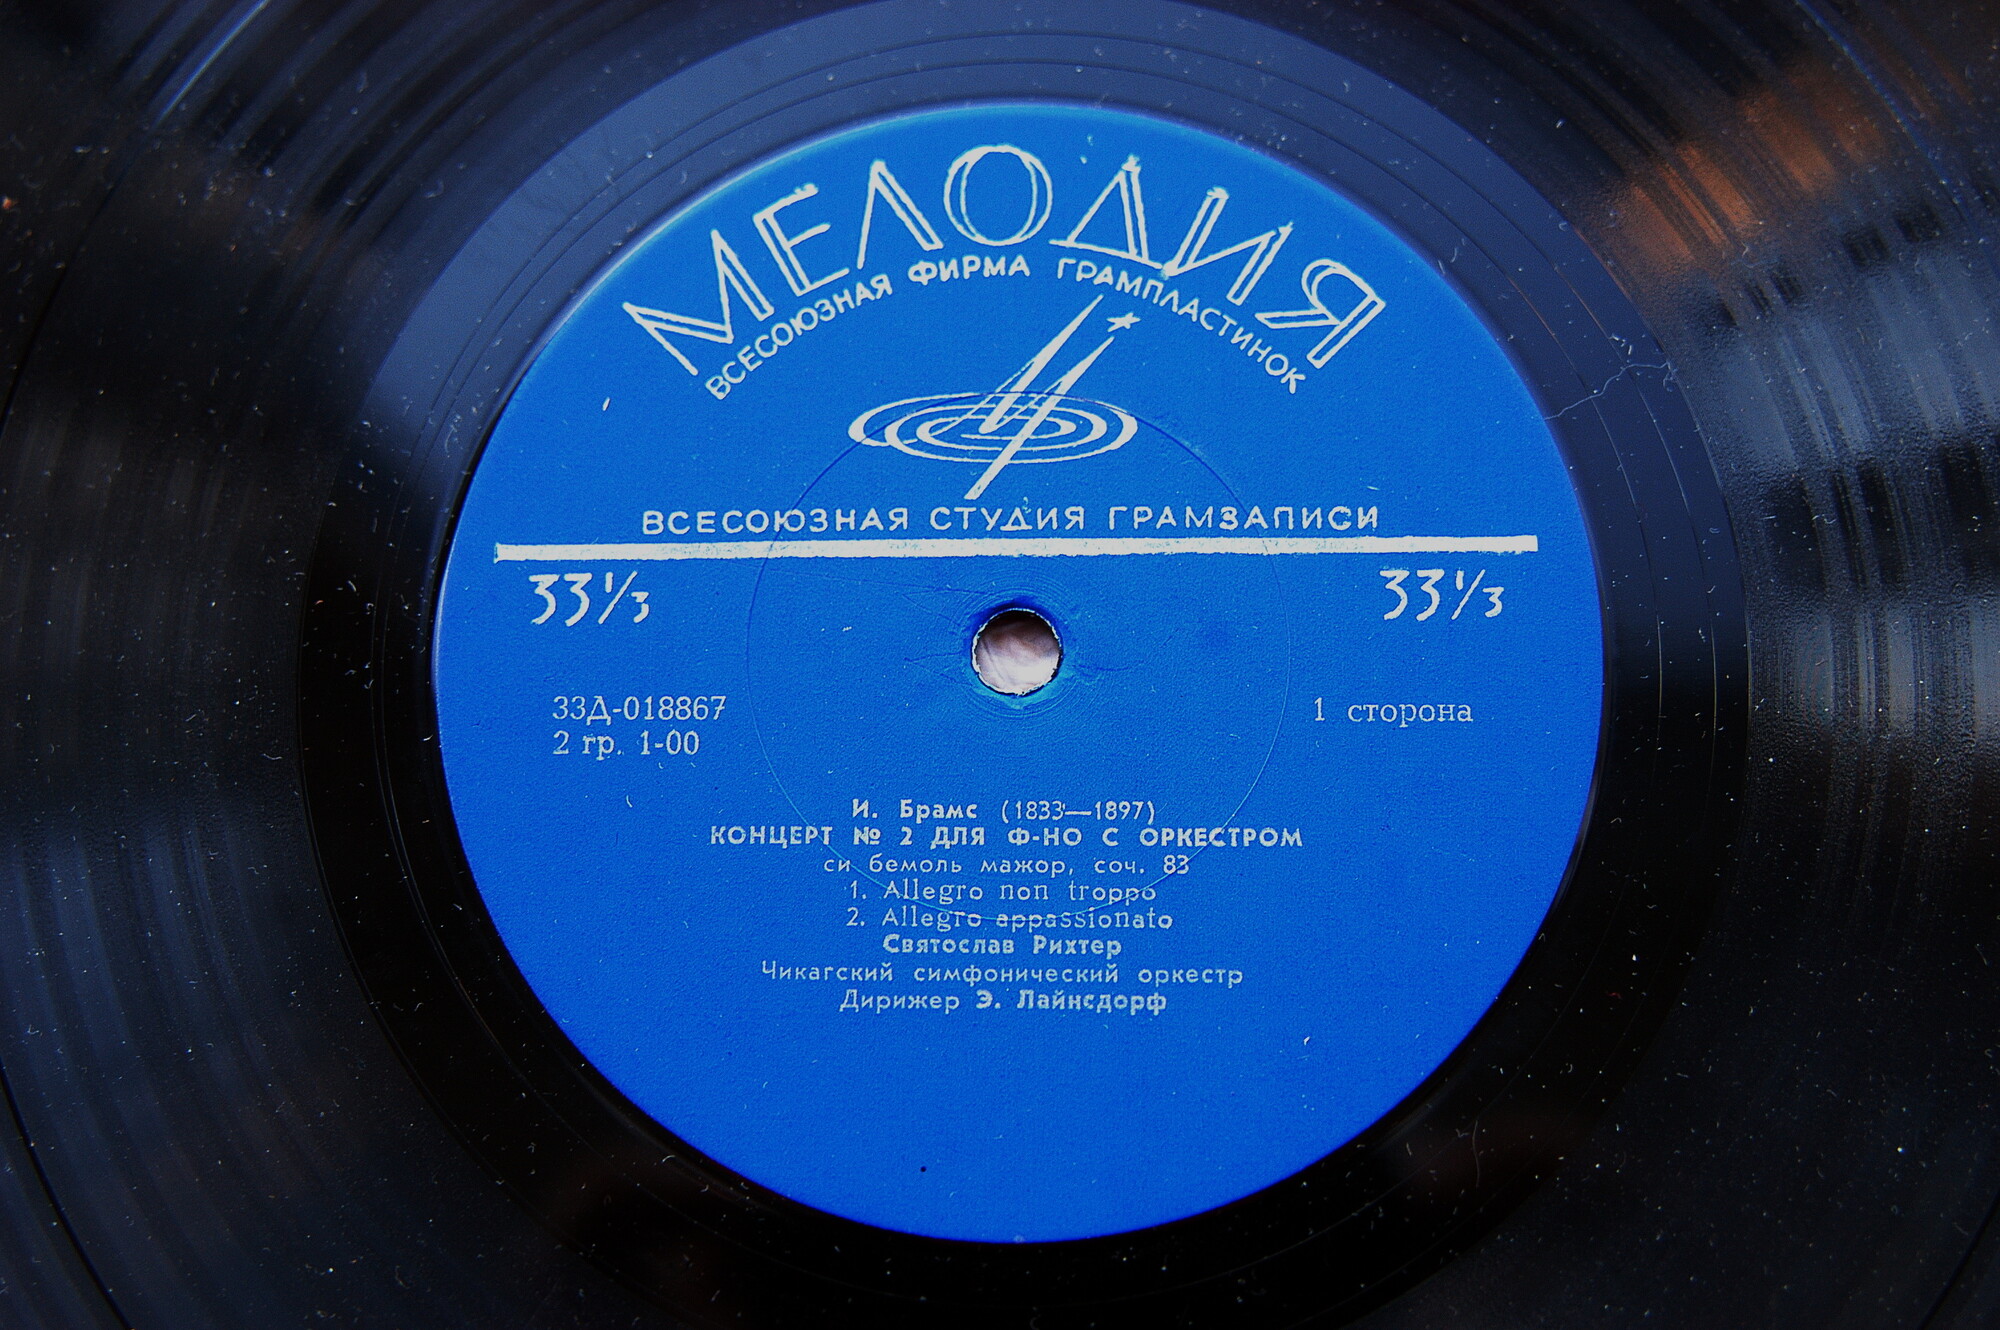 МЕЛОДИЯ
ВСЕСОЮЗНАЯ ФИРМА ГРАМПЛАСТИНОК
ВСЕСОЮЗНАЯ СТУДИЯ ГРАМЗАПИСИ
33⅓ 33⅓
33Д-018867 1 сторона
2 гр. 1-00
И. Брамс (1833—1897)
КОНЦЕРТ № 2 ДЛЯ Ф-НО С ОРКЕСТРОМ
си бемоль мажор, соч. 83
1. Allegro non troppo
2. Allegro appassionato
Святослав Рихтер
Чикагский симфонический оркестр
Дирижер Э. Лайнсдорф